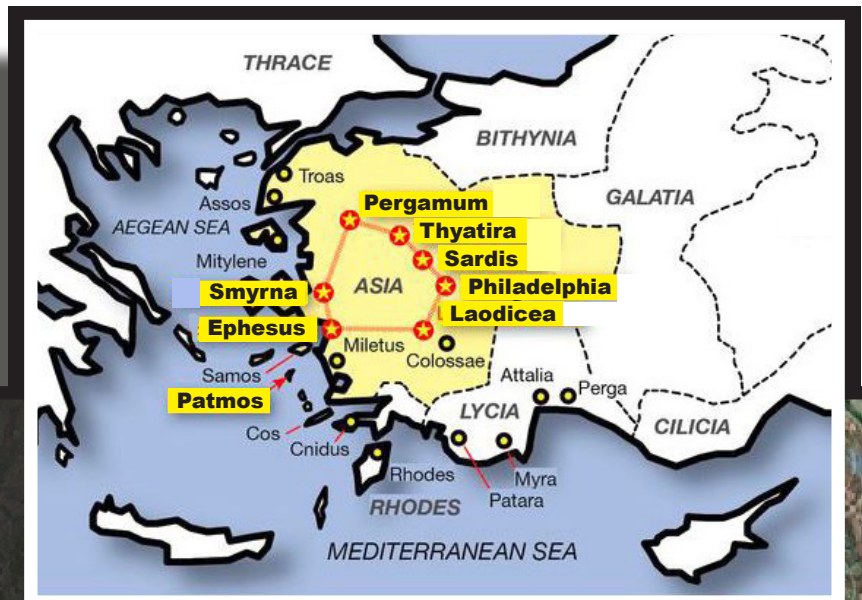 THRACE
BITHYNIA
Troas
GALATIA
Assos
Pergamum
AEGEAN SEA
Thyatira
Mitylene
Sardis
ASIA
Philadelphia
Smyrna
Laodicea
Ephesus
Miletus
Colossae
Samos
Attalia
Perga
Patmos
LYCIA
CILICIA
Cos
Cnidus
Rhodes
Myra
Patara
RHODES
MEDITERRANEAN SEA